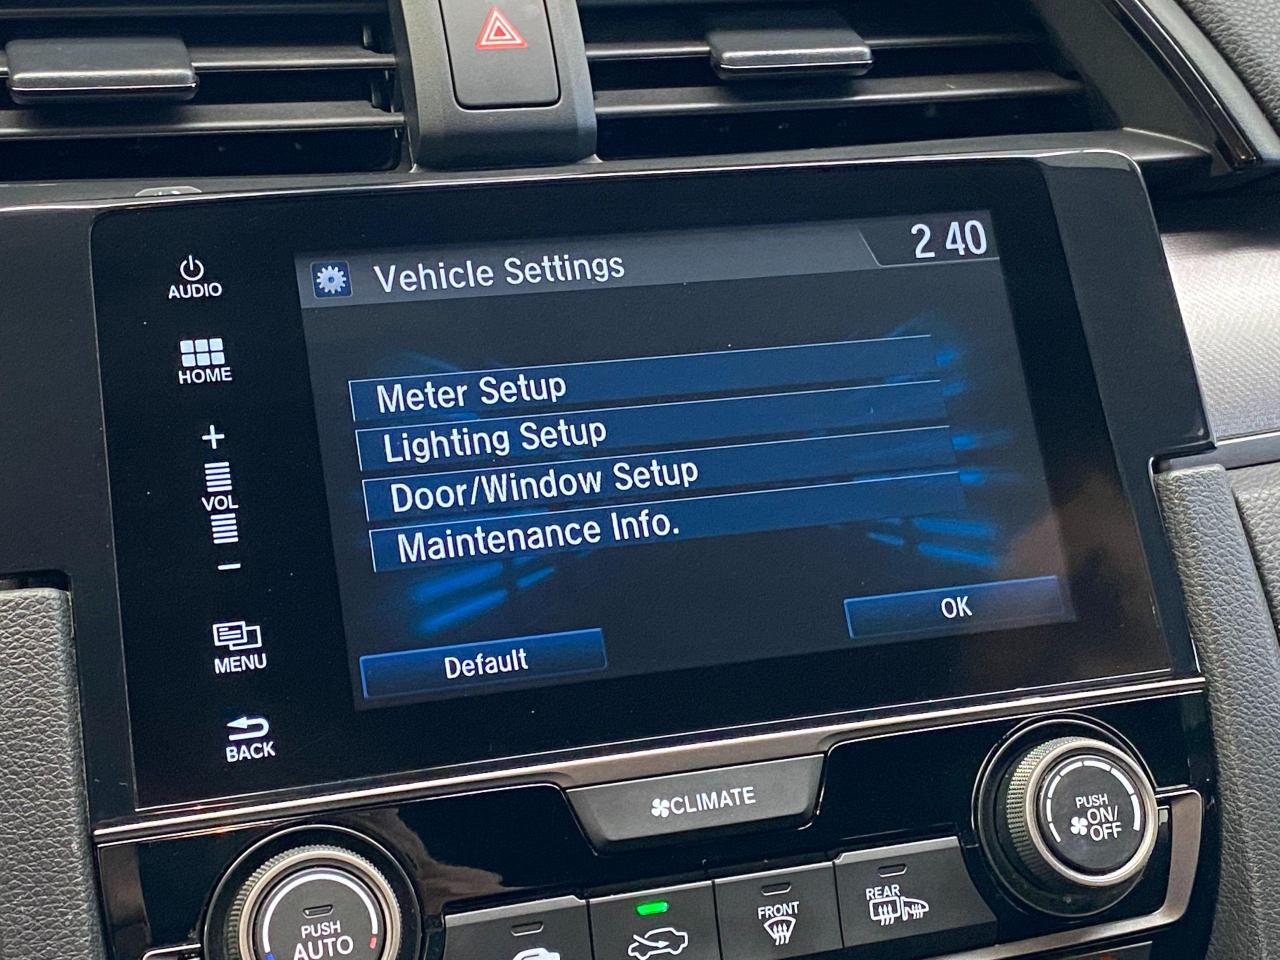 AUDIO
HOME
+
VOL
−
MENU
BACK
Vehicle Settings
2 40
Meter Setup
Lighting Setup
Door/Window Setup
Maintenance Info.
Default
OK
CLIMATE
PUSH
ON/
OFF
PUSH
AUTO
FRONT
REAR